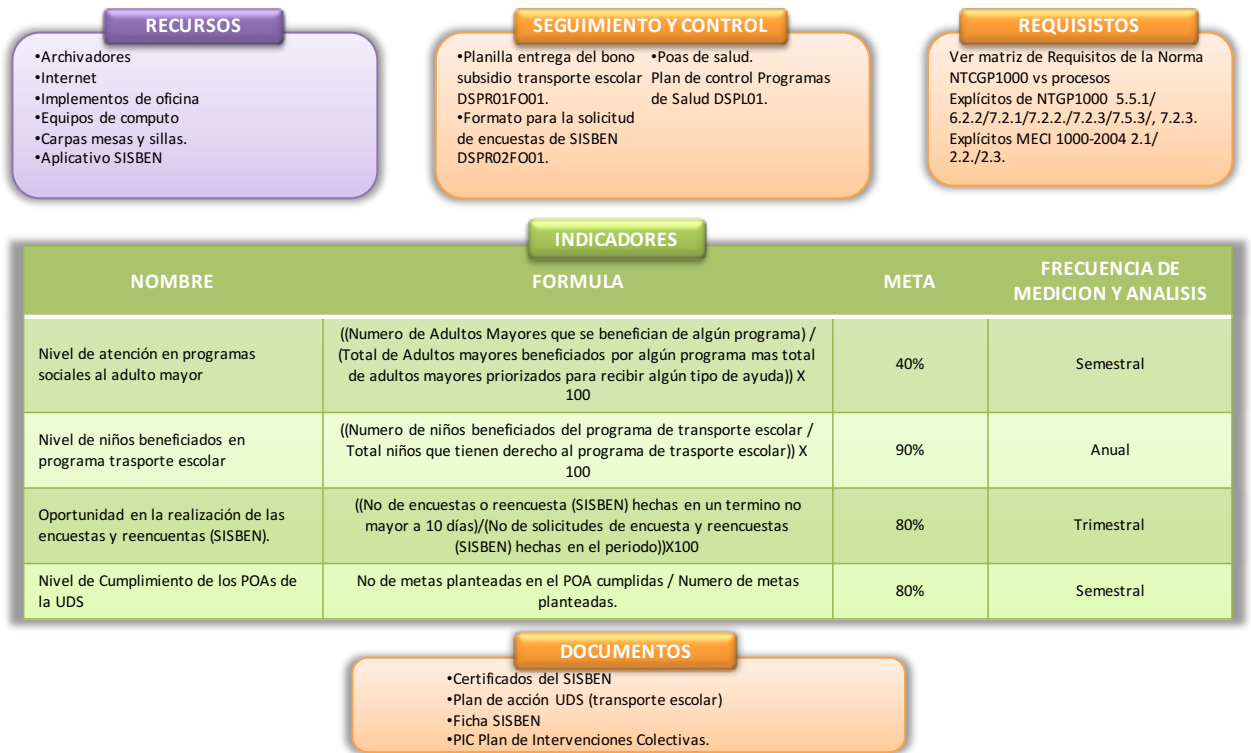 RECURSOS
•Archivadores
•Internet
•Implementos de oficina
•Equipos de computo
•Carpas mesas y sillas.
•Aplicativo SISBEN
SEGUIMIENTO Y CONTROL
•Planilla entrega del bono
subsidio transporte escolar
DSPR01FO01.
•Formato para la solicitud
de encuestas de SISBEN
DSPR02FO01.
•Poas de salud.
Plan de control Programas
de Salud DSPL01.
REQUISISTOS
Ver matriz de Requisitos de la Norma
NTCGP1000 vs procesos
Explícitos de NTGP1000 5.5.1/
6.2.2/7.2.1/7.2.2./7.2.3/7.5.3/, 7.2.3.
Explícitos MECI 1000-2004 2.1/
2.2./2.3.
INDICADORES
NOMBRE
FORMULA
META
FRECUENCIA DE
MEDICION Y ANALISIS
Nivel de atención en programas
sociales al adulto mayor
((Numero de Adultos Mayores que se benefician de algún programa) /
(Total de Adultos mayores beneficiados por algún programa mas total
de adultos mayores priorizados para recibir algún tipo de ayuda)) X
100
40%
Semestral
Nivel de niños beneficiados en
programa trasporte escolar
((Numero de niños beneficiados del programa de transporte escolar /
Total niños que tienen derecho al programa de trasporte escolar)) X
100
90%
Anual
Oportunidad en la realización de las
encuestas y reencuentas (SISBEN).
((No de encuestas o reencuesta (SISBEN) hechas en un termino no
mayor a 10 días)/(No de solicitudes de encuesta y reencuestas
(SISBEN) hechas en el periodo))X100
80%
Trimestral
Nivel de Cumplimiento de los POAs de
la UDS
No de metas planteadas en el POA cumplidas / Numero de metas
planteadas.
80%
Semestral
DOCUMENTOS
•Certificados del SISBEN
•Plan de acción UDS (transporte escolar)
•Ficha SISBEN
•PIC Plan de Intervenciones Colectivas.